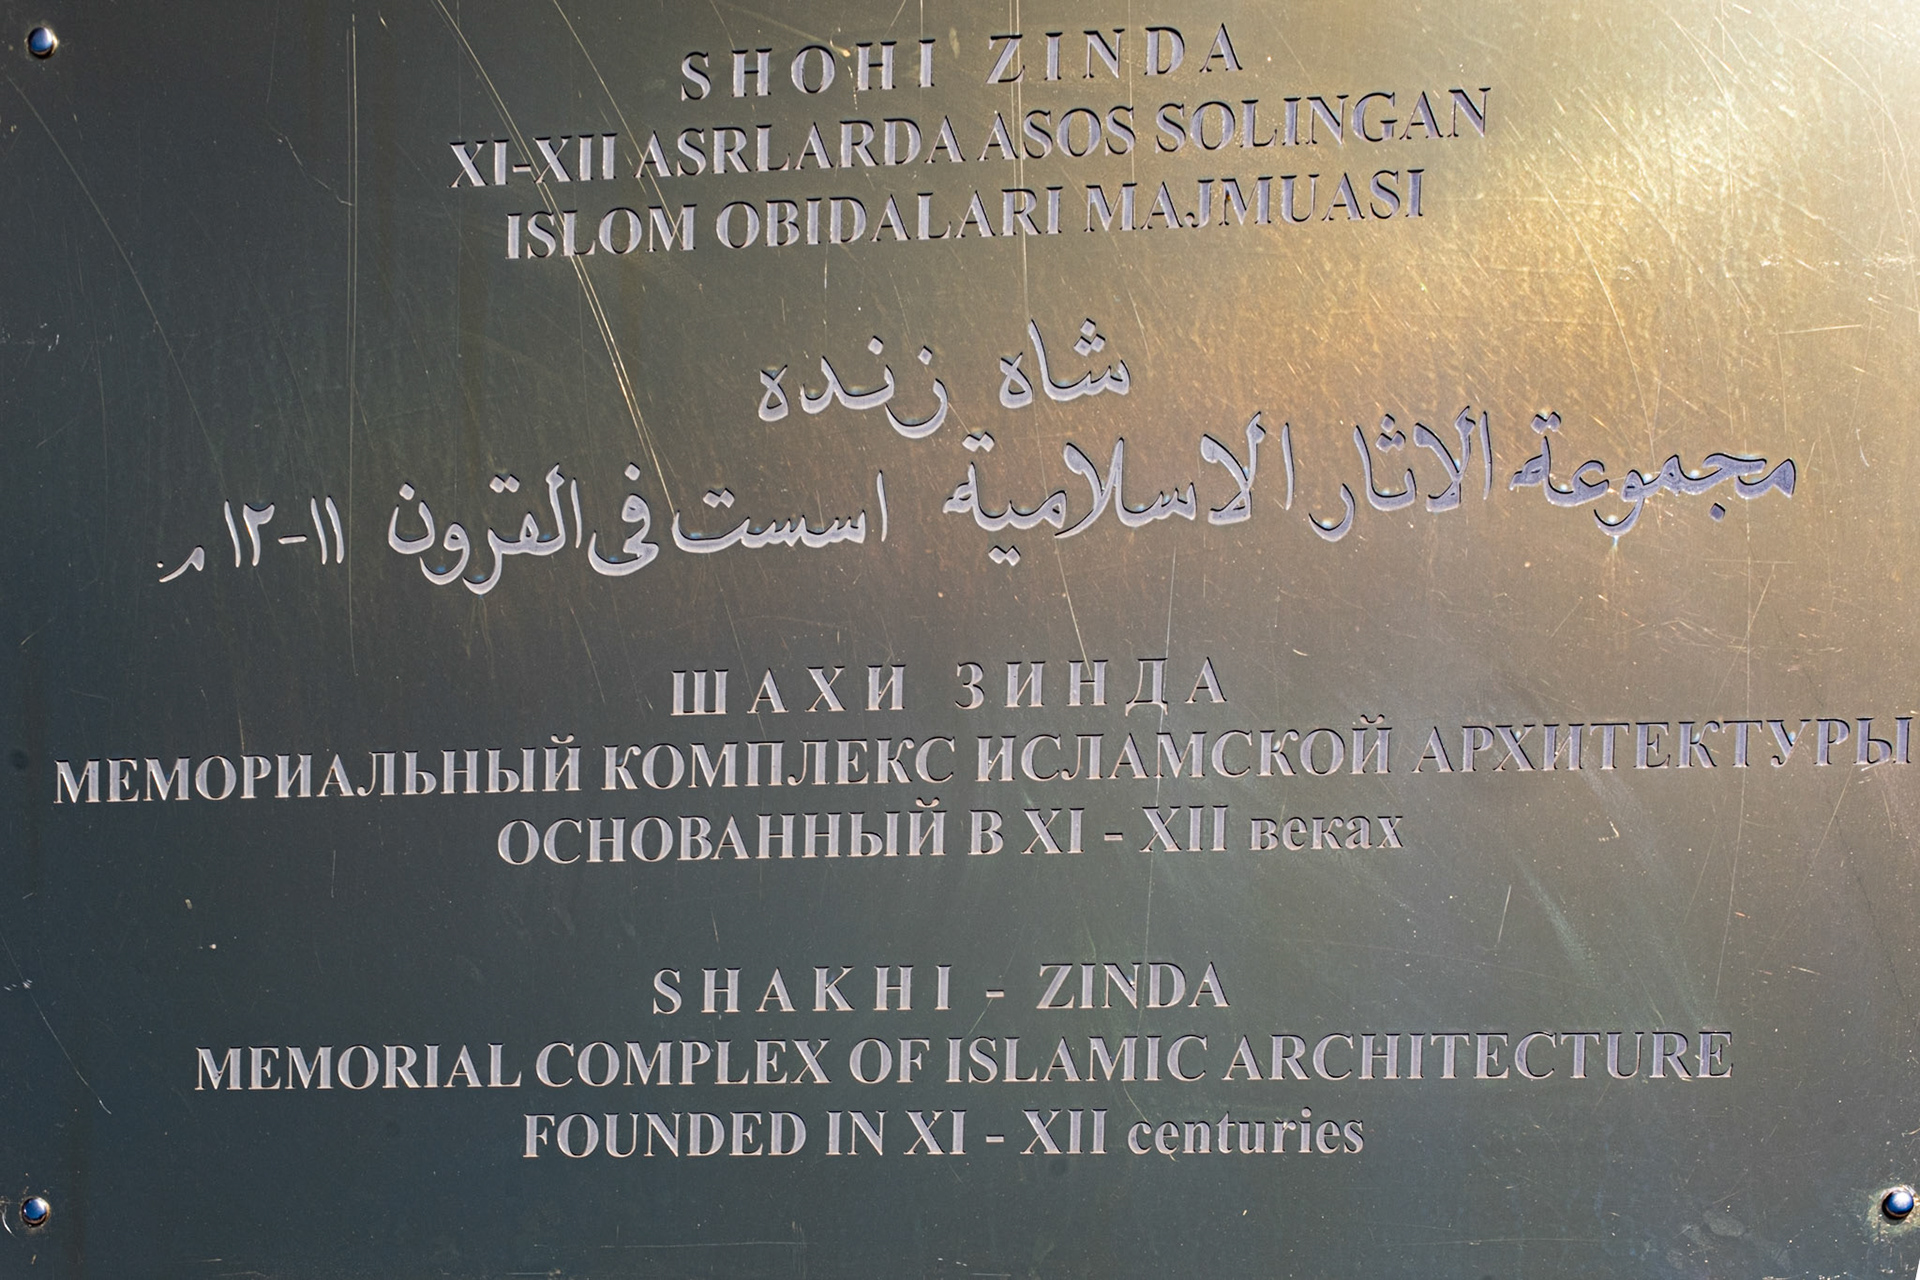 SHOHI ZINDA
XI-XII ASRLARDA ASOS SOLINGAN
ISLOM OBIDALARI MAJMUASI
شاه زنده
مجموعة الاثار الاسلامية اسست فى القرون ١١-١٢ م.
ШАХИ ЗИНДА
МЕМОРИАЛЬНЫЙ КОМПЛЕКС ИСЛАМСКОЙ АРХИТЕКТУРЫ
ОСНОВАННЫЙ В XI - XII веках
SHAKHI - ZINDA
MEMORIAL COMPLEX OF ISLAMIC ARCHITECTURE
FOUNDED IN XI - XII centuries